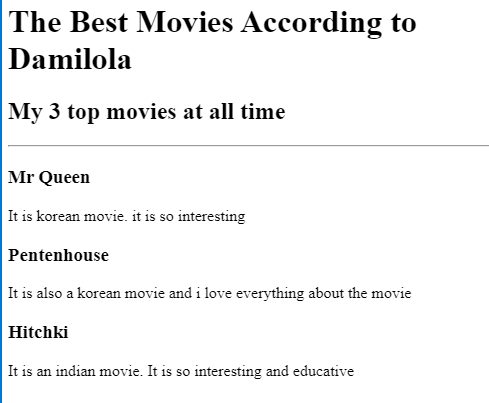 The Best Movies According to
Damilola
My 3 top movies at all time
Mr Queen
It is korean movie. it is so interesting
Pentenhouse
It is also a korean movie and i love everything about the movie
Hitchki
It is an indian movie. It is so interesting and educative